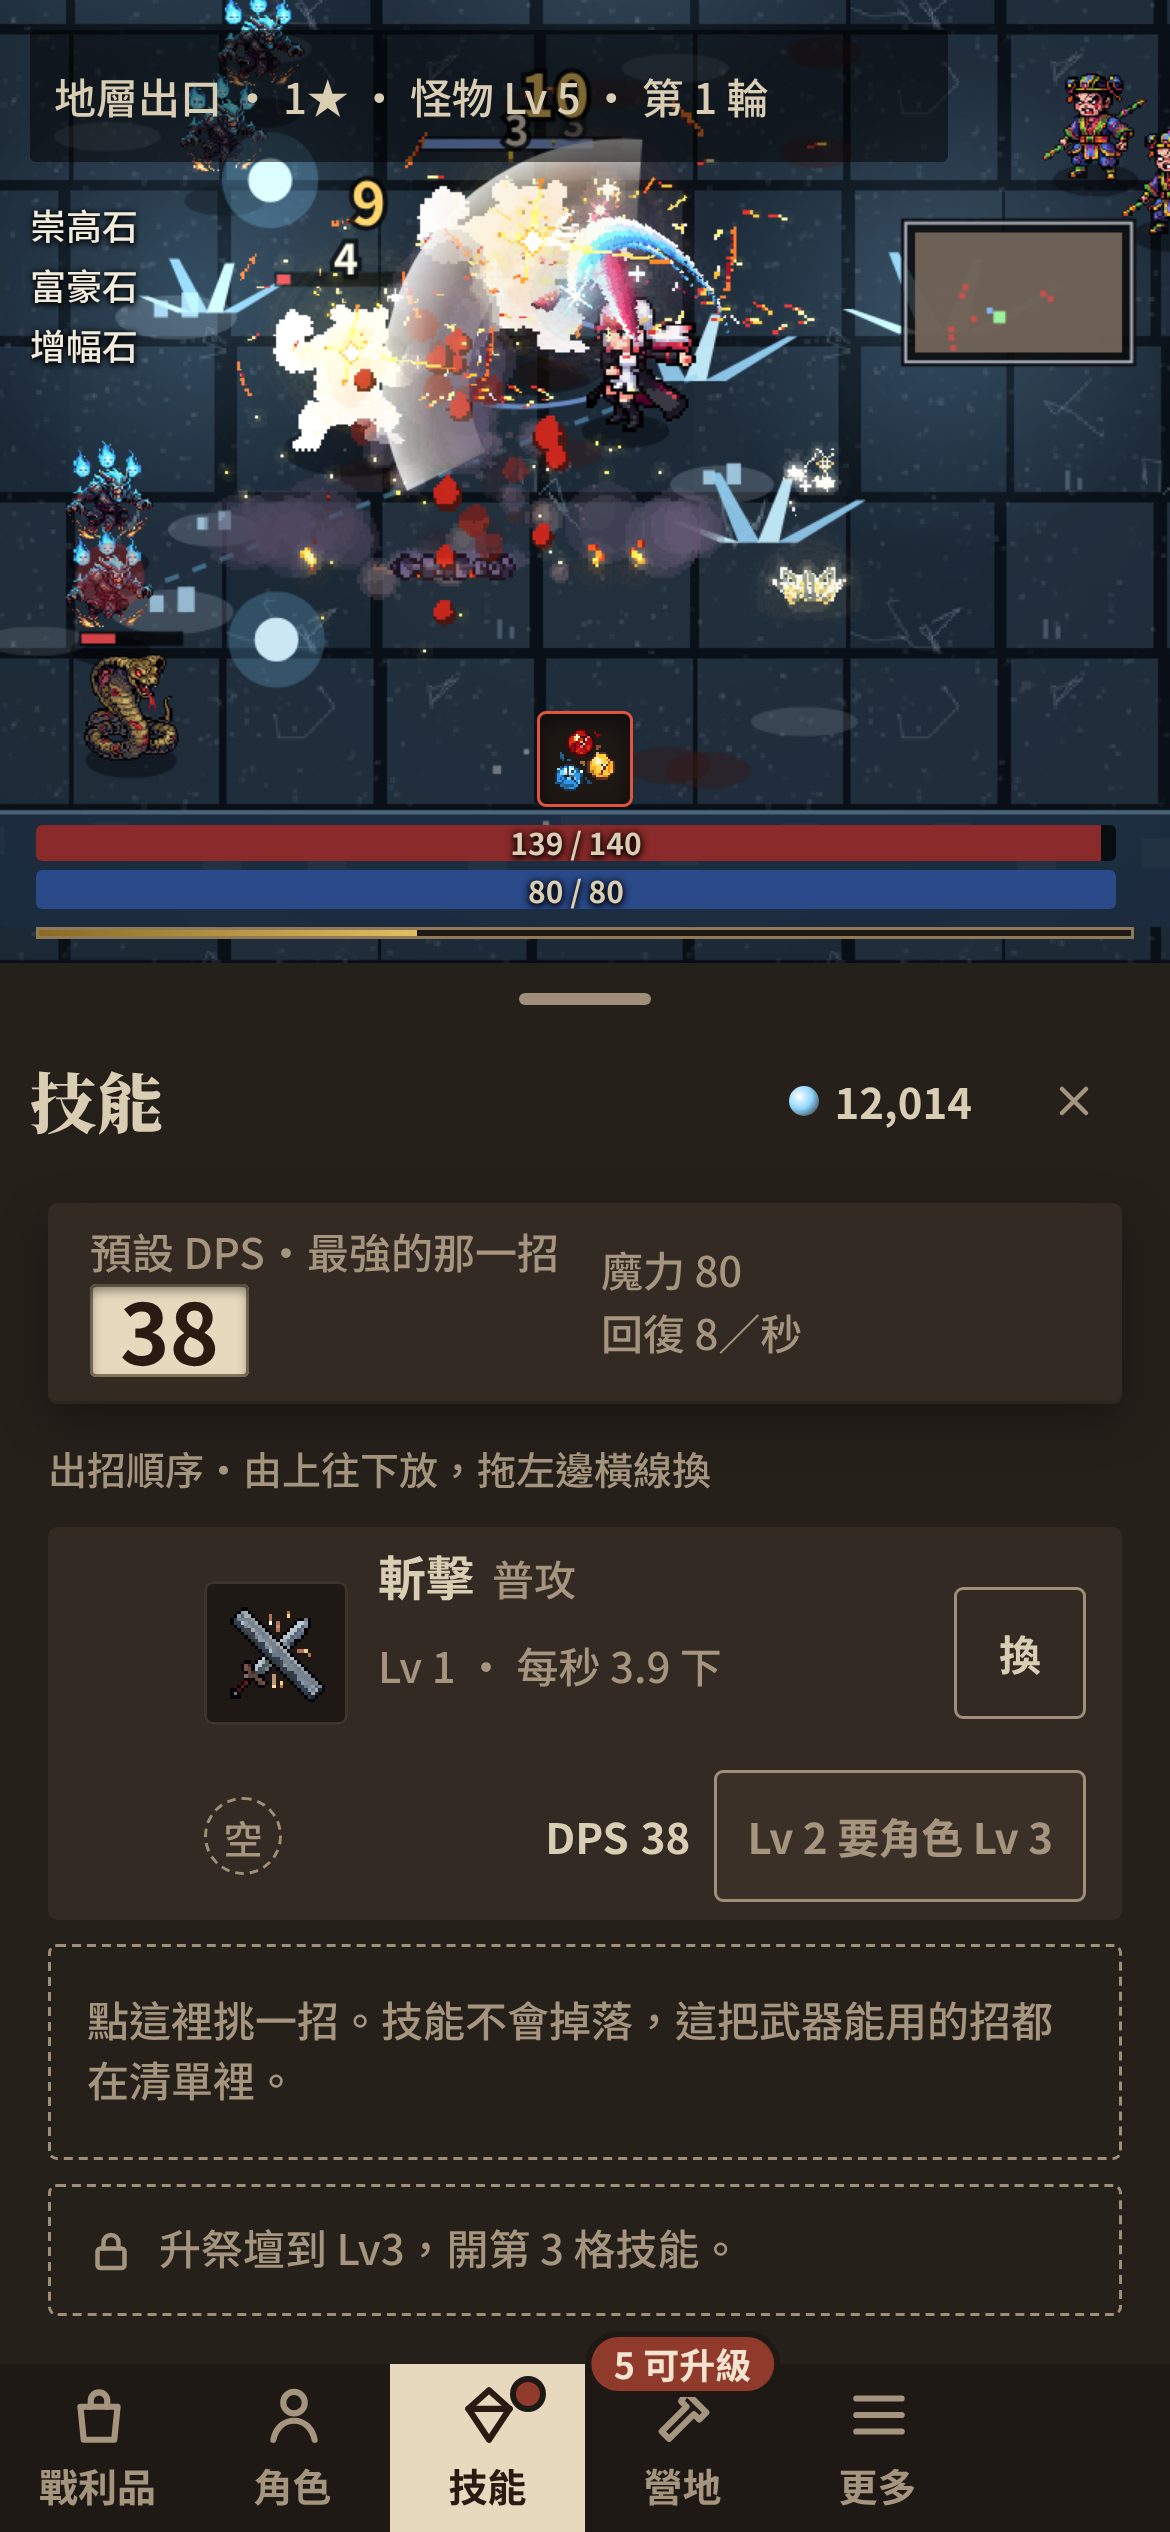 地層出口 • 1★ • 怪物 Lv 5 • 第 1 輪
10
3
3
崇高石
富豪石
增幅石
9
4
139 / 140
80 / 80
技能
12,014
預設 DPS・最強的那一招
38
魔力 80
回復 8／秒
出招順序・由上往下放，拖左邊橫線換
斬擊 普攻
Lv 1 • 每秒 3.9 下
換
空
DPS 38
Lv 2 要角色 Lv 3
點這裡挑一招。技能不會掉落，這把武器能用的招都
在清單裡。
升祭壇到 Lv3，開第 3 格技能。
5 可升級
戰利品
角色
技能
營地
更多